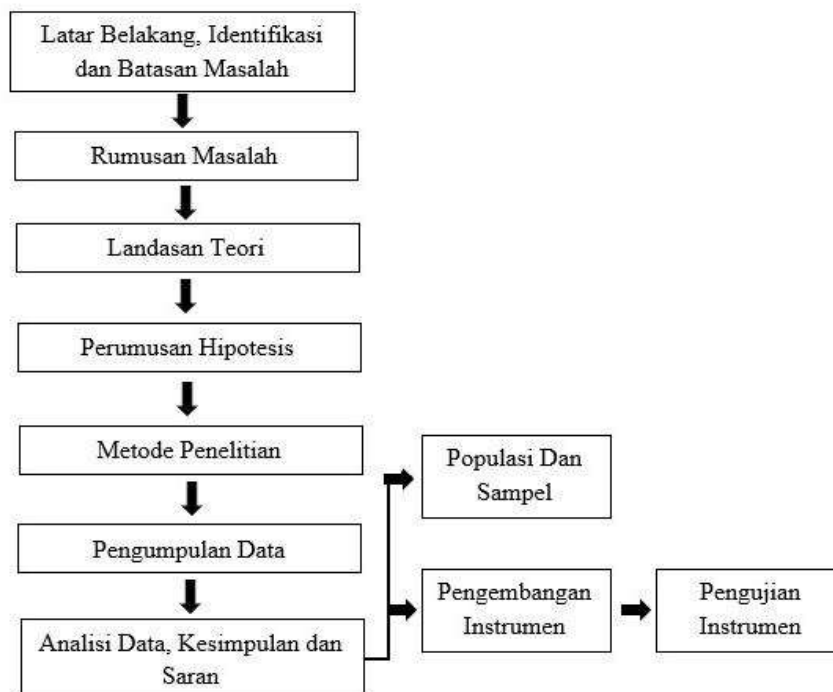 Latar Belakang, Identifikasi
dan Batasan Masalah
Rumusan Masalah
Landasan Teori
Perumusan Hipotesis
Metode Penelitian
Populasi Dan
Sampel
Pengumpulan Data
Pengembangan
Instrumen
Pengujian
Instrumen
Analisi Data, Kesimpulan dan
Saran